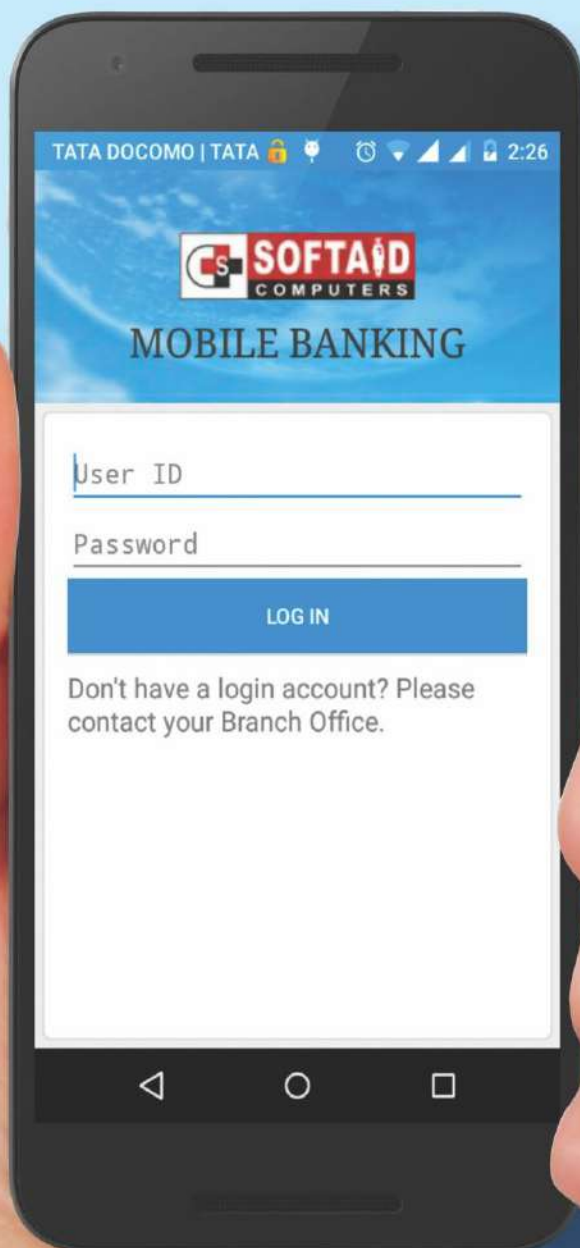 TATA DOCOMO | TATA 2:26
CS SOFTAID
COMPUTERS
MOBILE BANKING
User ID
Password
LOG IN
Don't have a login account? Please
contact your Branch Office.